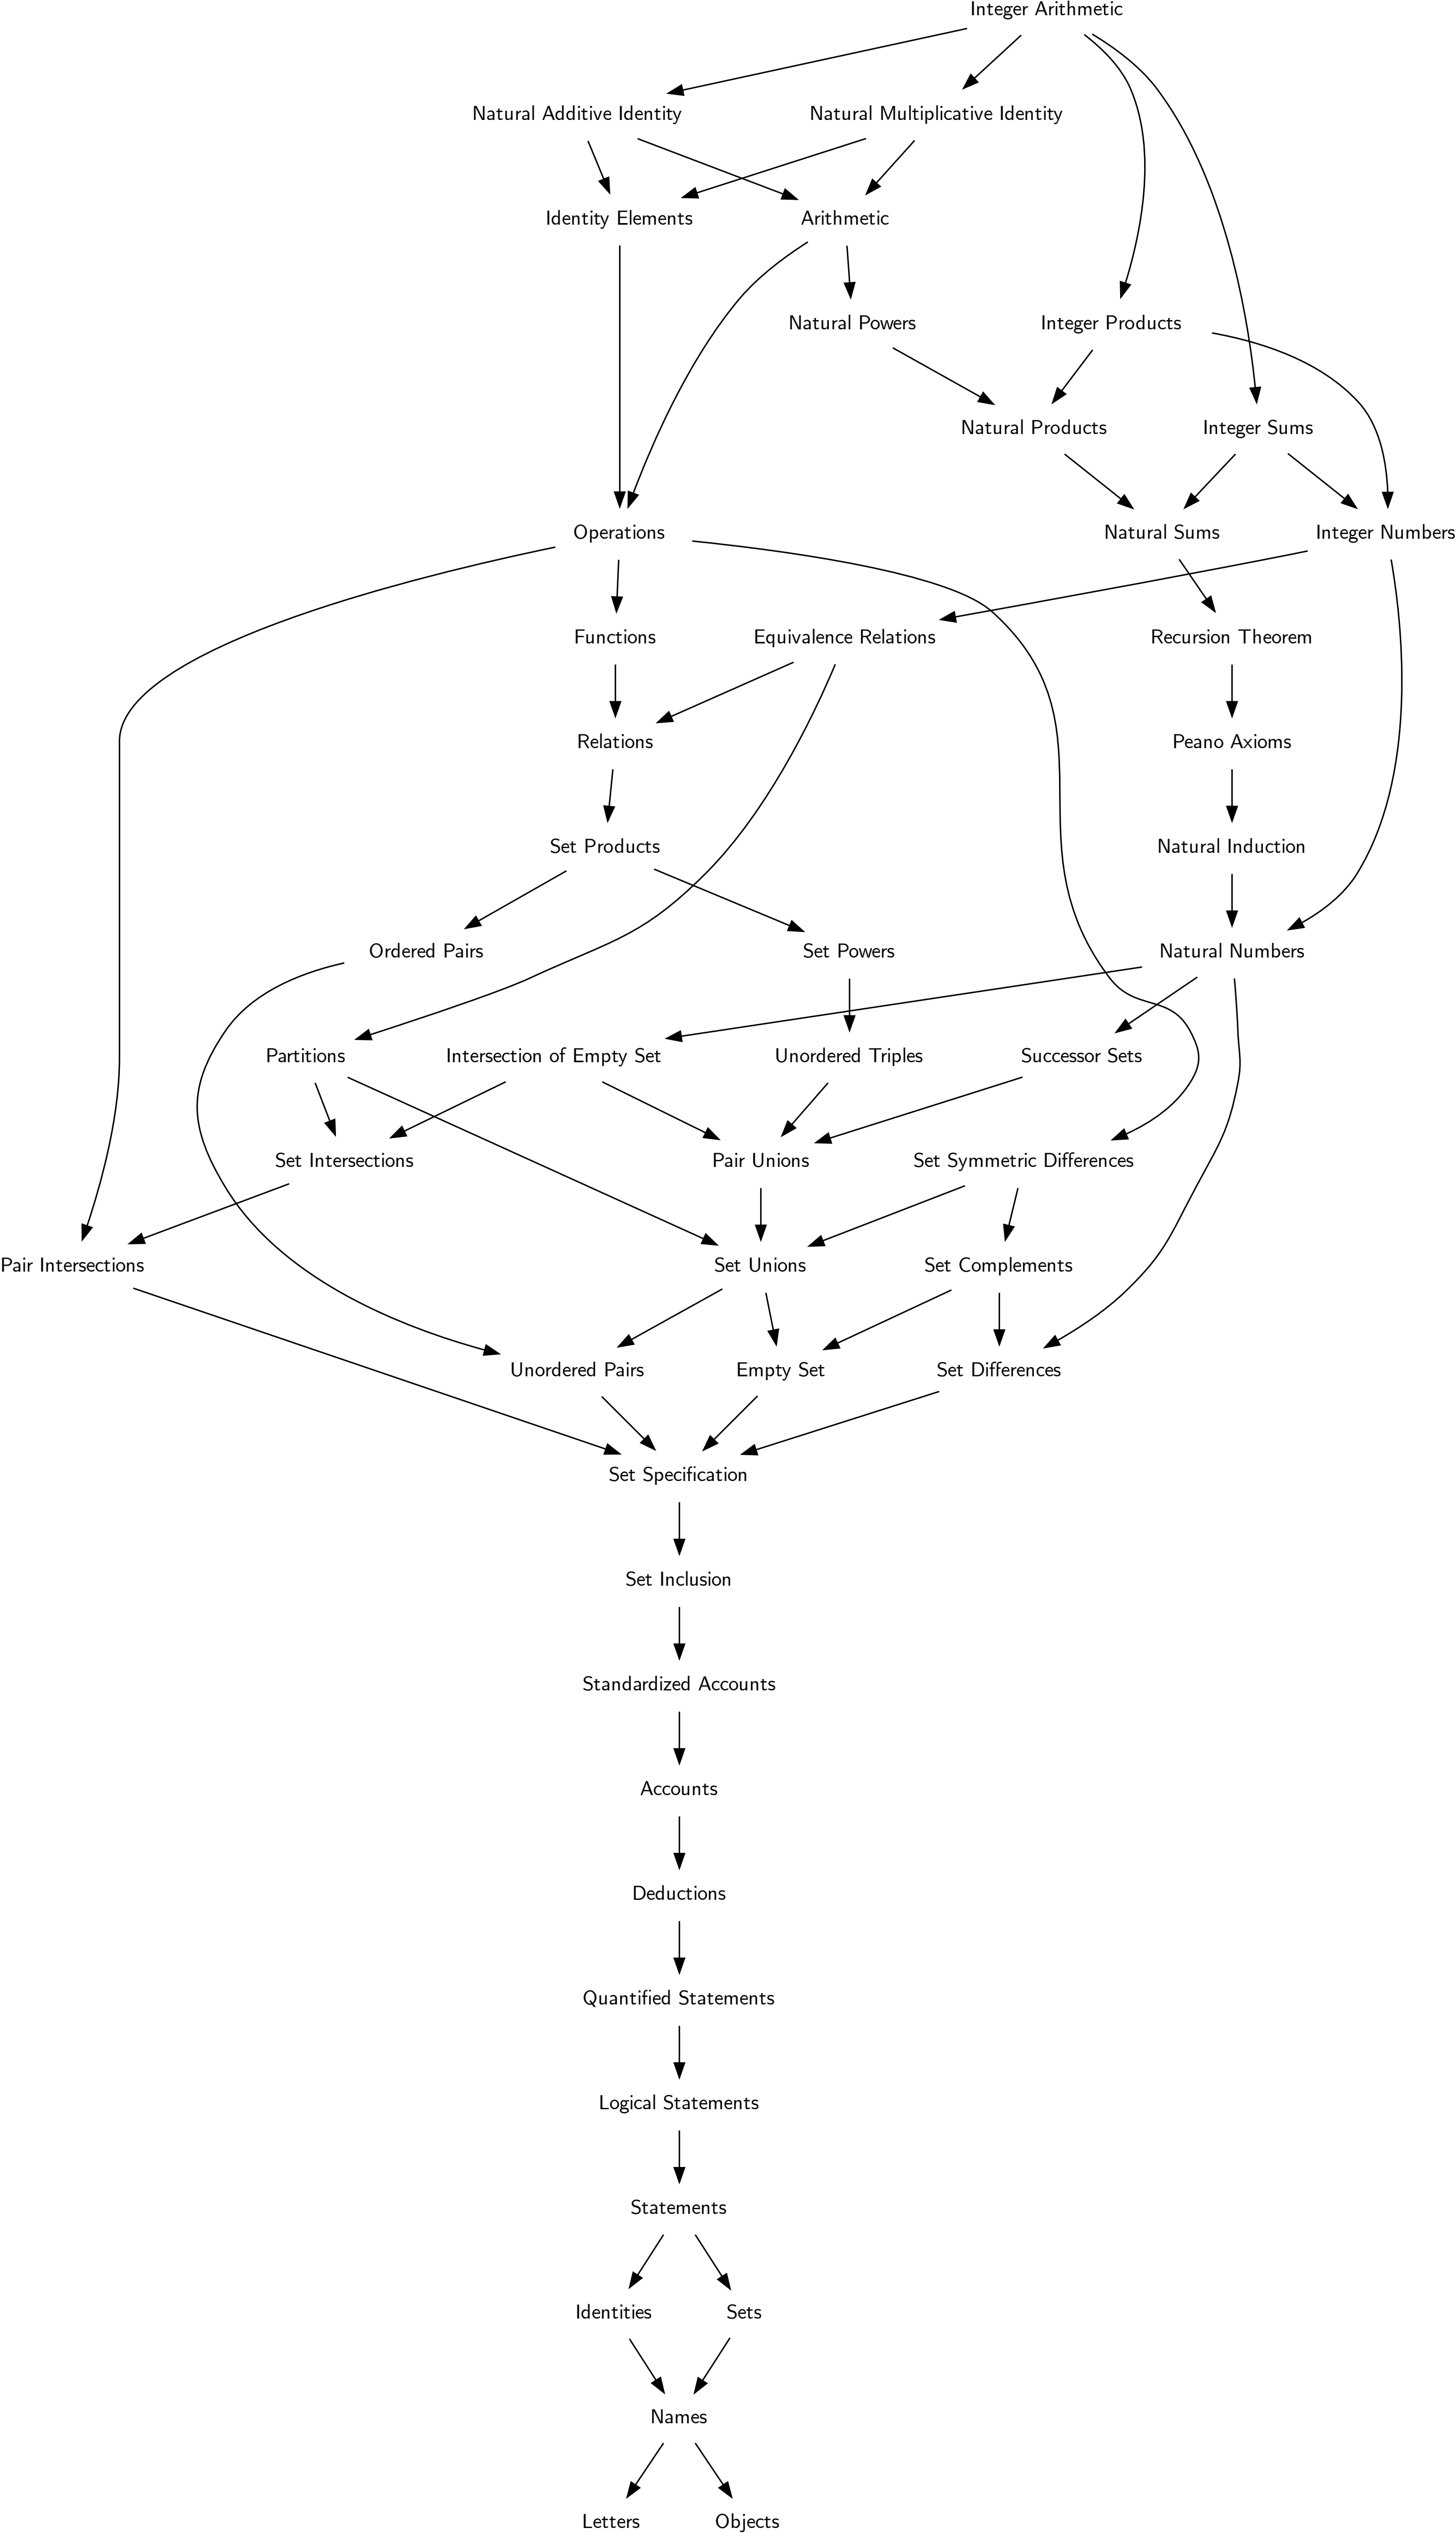 Integer Arithmetic
Natural Additive Identity
Natural Multiplicative Identity
Identity Elements
Arithmetic
Natural Powers
Integer Products
Natural Products
Integer Sums
Operations
Natural Sums
Integer Numbers
Functions
Equivalence Relations
Recursion Theorem
Relations
Peano Axioms
Set Products
Natural Induction
Ordered Pairs
Set Powers
Natural Numbers
Partitions
Intersection of Empty Set
Unordered Triples
Successor Sets
Set Intersections
Pair Unions
Set Symmetric Differences
Pair Intersections
Set Unions
Set Complements
Unordered Pairs
Empty Set
Set Differences
Set Specification
Set Inclusion
Standardized Accounts
Accounts
Deductions
Quantified Statements
Logical Statements
Statements
Identities
Sets
Names
Letters
Objects